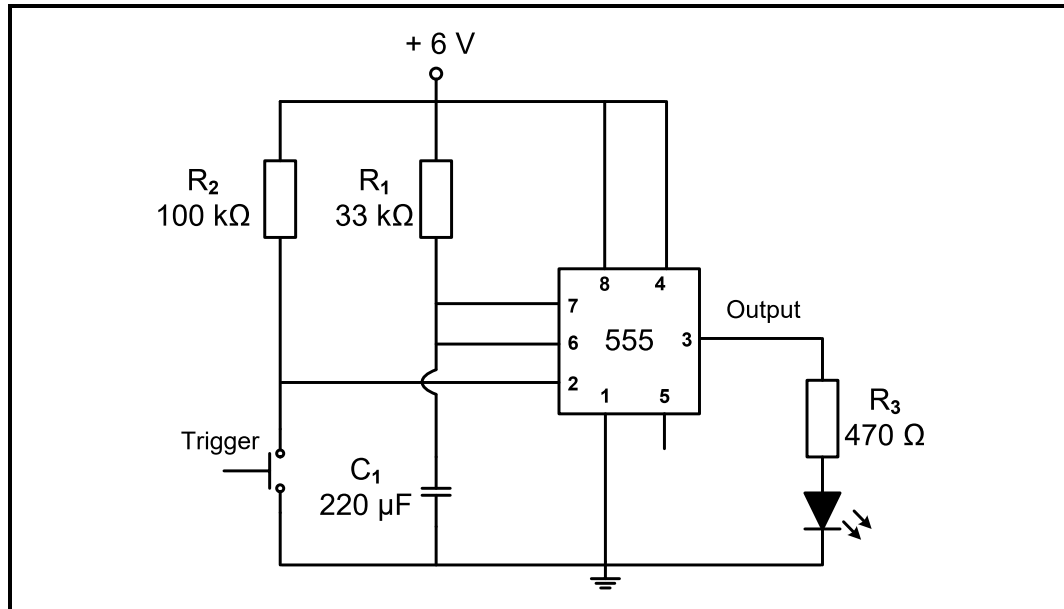 + 6 V
R₂
100 kΩ
R₁
33 kΩ
8
4
7
6
555
3
2
1
5
Output
R₃
470 Ω
Trigger
C₁
220 µF